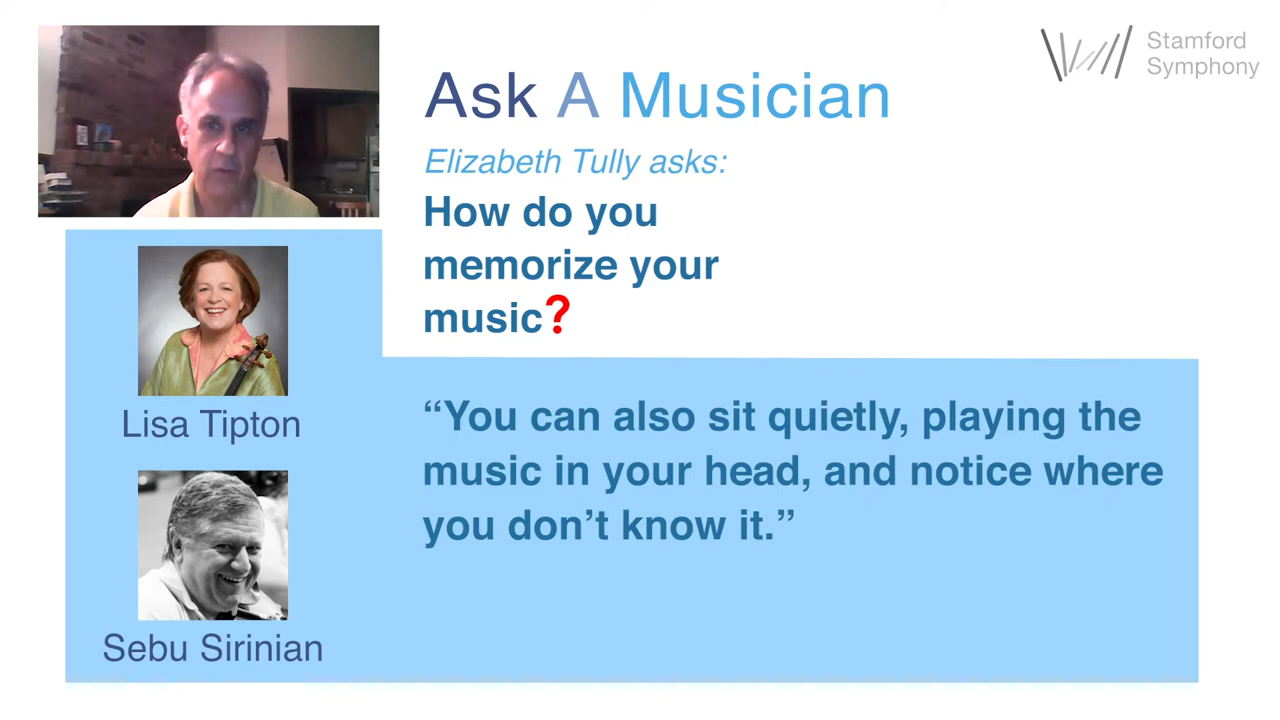 Stamford
Symphony
Ask A Musician
Elizabeth Tully asks:
How do you
memorize your
music?
Lisa Tipton
“You can also sit quietly, playing the
music in your head, and notice where
you don’t know it.”
Sebu Sirinian